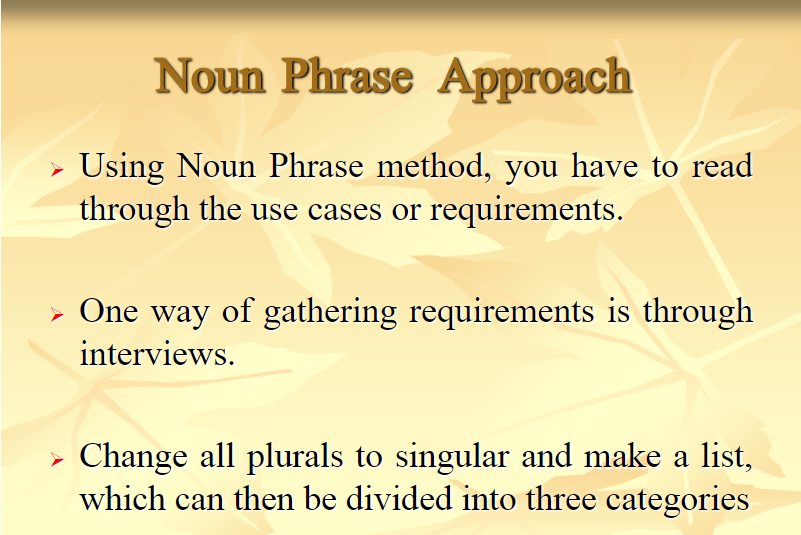 Noun Phrase Approach
Using Noun Phrase method, you have to read
through the use cases or requirements.
One way of gathering requirements is through
interviews.
Change all plurals to singular and make a list,
which can then be divided into three categories